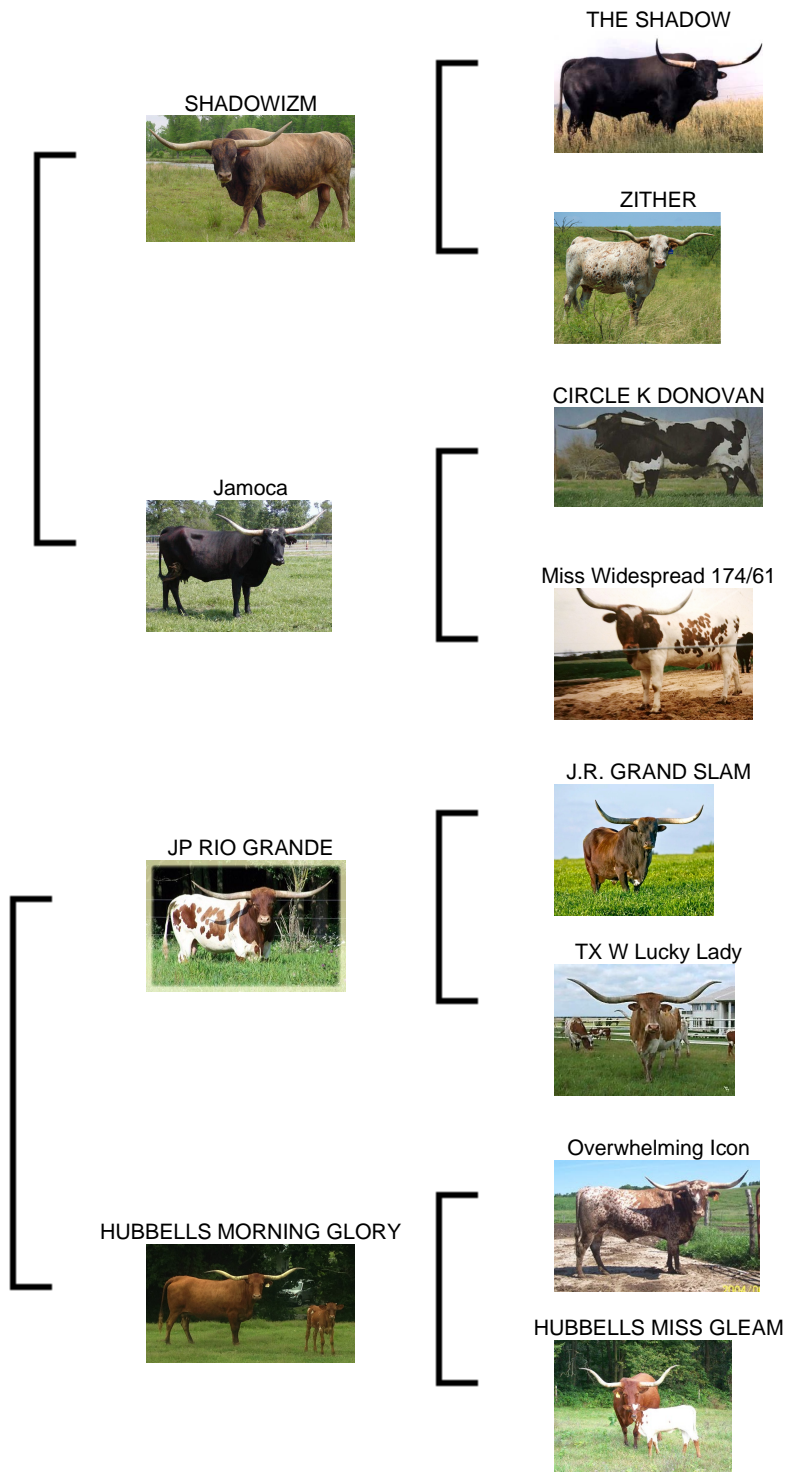 THE SHADOW
SHADOWIZM
ZITHER
CIRCLE K DONOVAN
Jamoca
Miss Widespread 174/61
J.R. GRAND SLAM
JP RIO GRANDE
TX W Lucky Lady
Overwhelming Icon
HUBBELLS MORNING GLORY
HUBBELLS MISS GLEAM